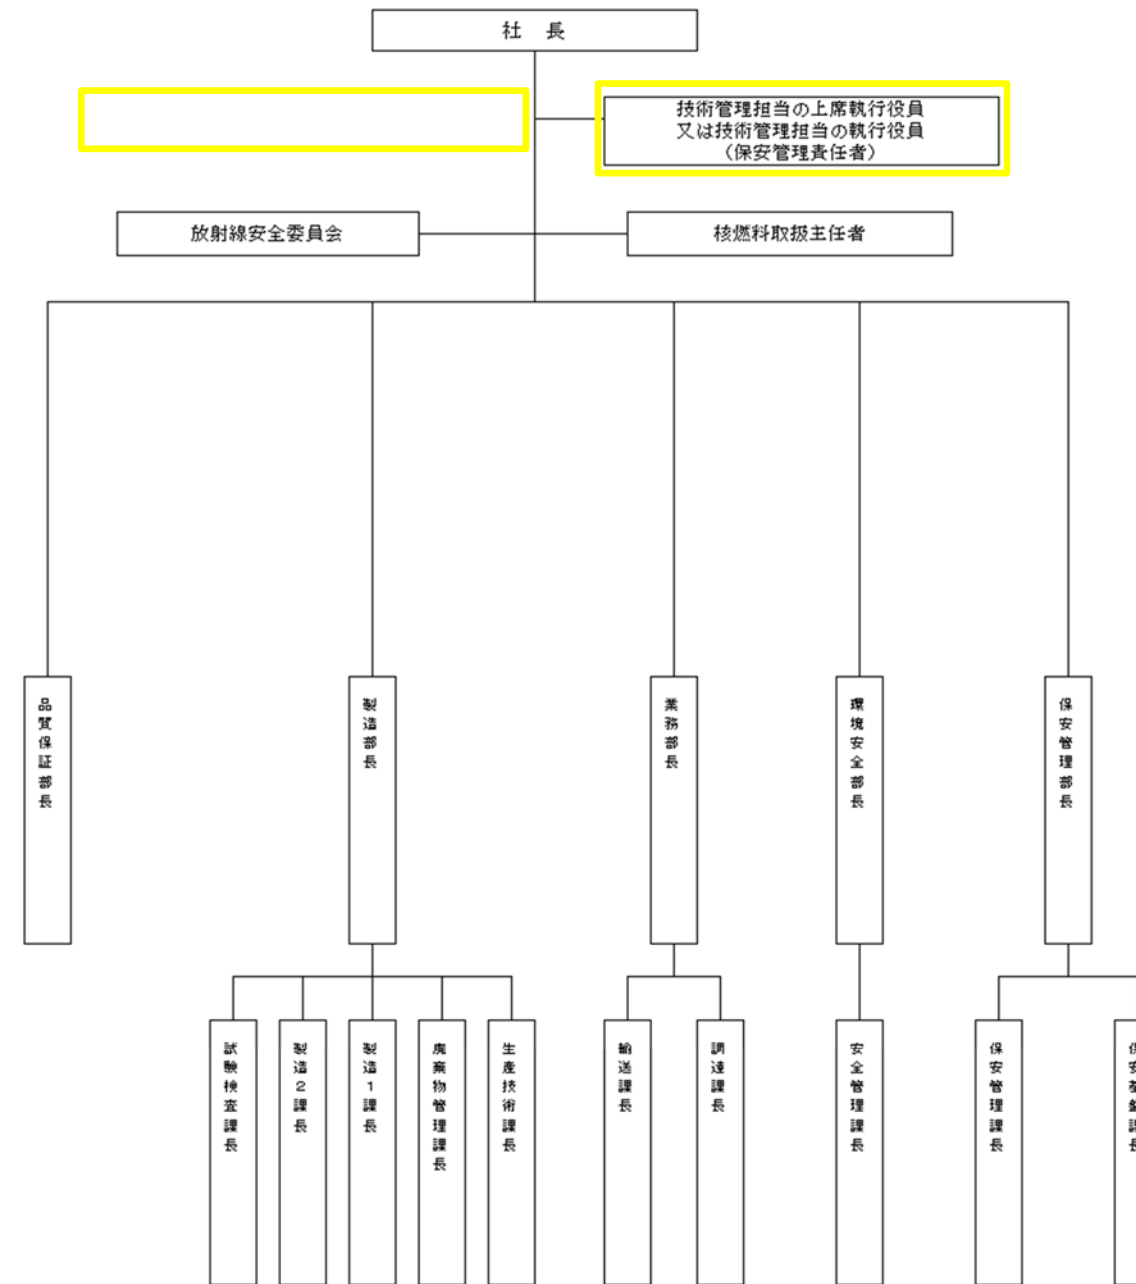 社 長
技術管理担当の上席執行役員
又は技術管理担当の執行役員
（保安管理責任者）
放射線安全委員会
核燃料取扱主任者
品質保証部長
製造部長
業務部長
環境安全部長
保安管理部長
試験検査課長
製造2課長
製造1課長
廃棄物管理課長
生産技術課長
輸送課長
調達課長
安全管理課長
保安管理課長